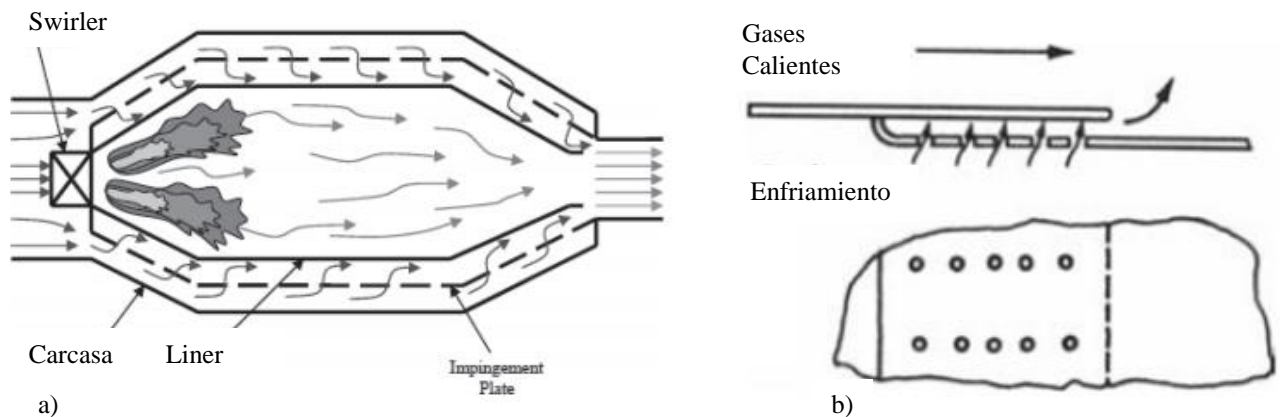 Swirler
Carcasa
Liner
Impingement
Plate
a)
Gases
Calientes
Enfriamiento
b)